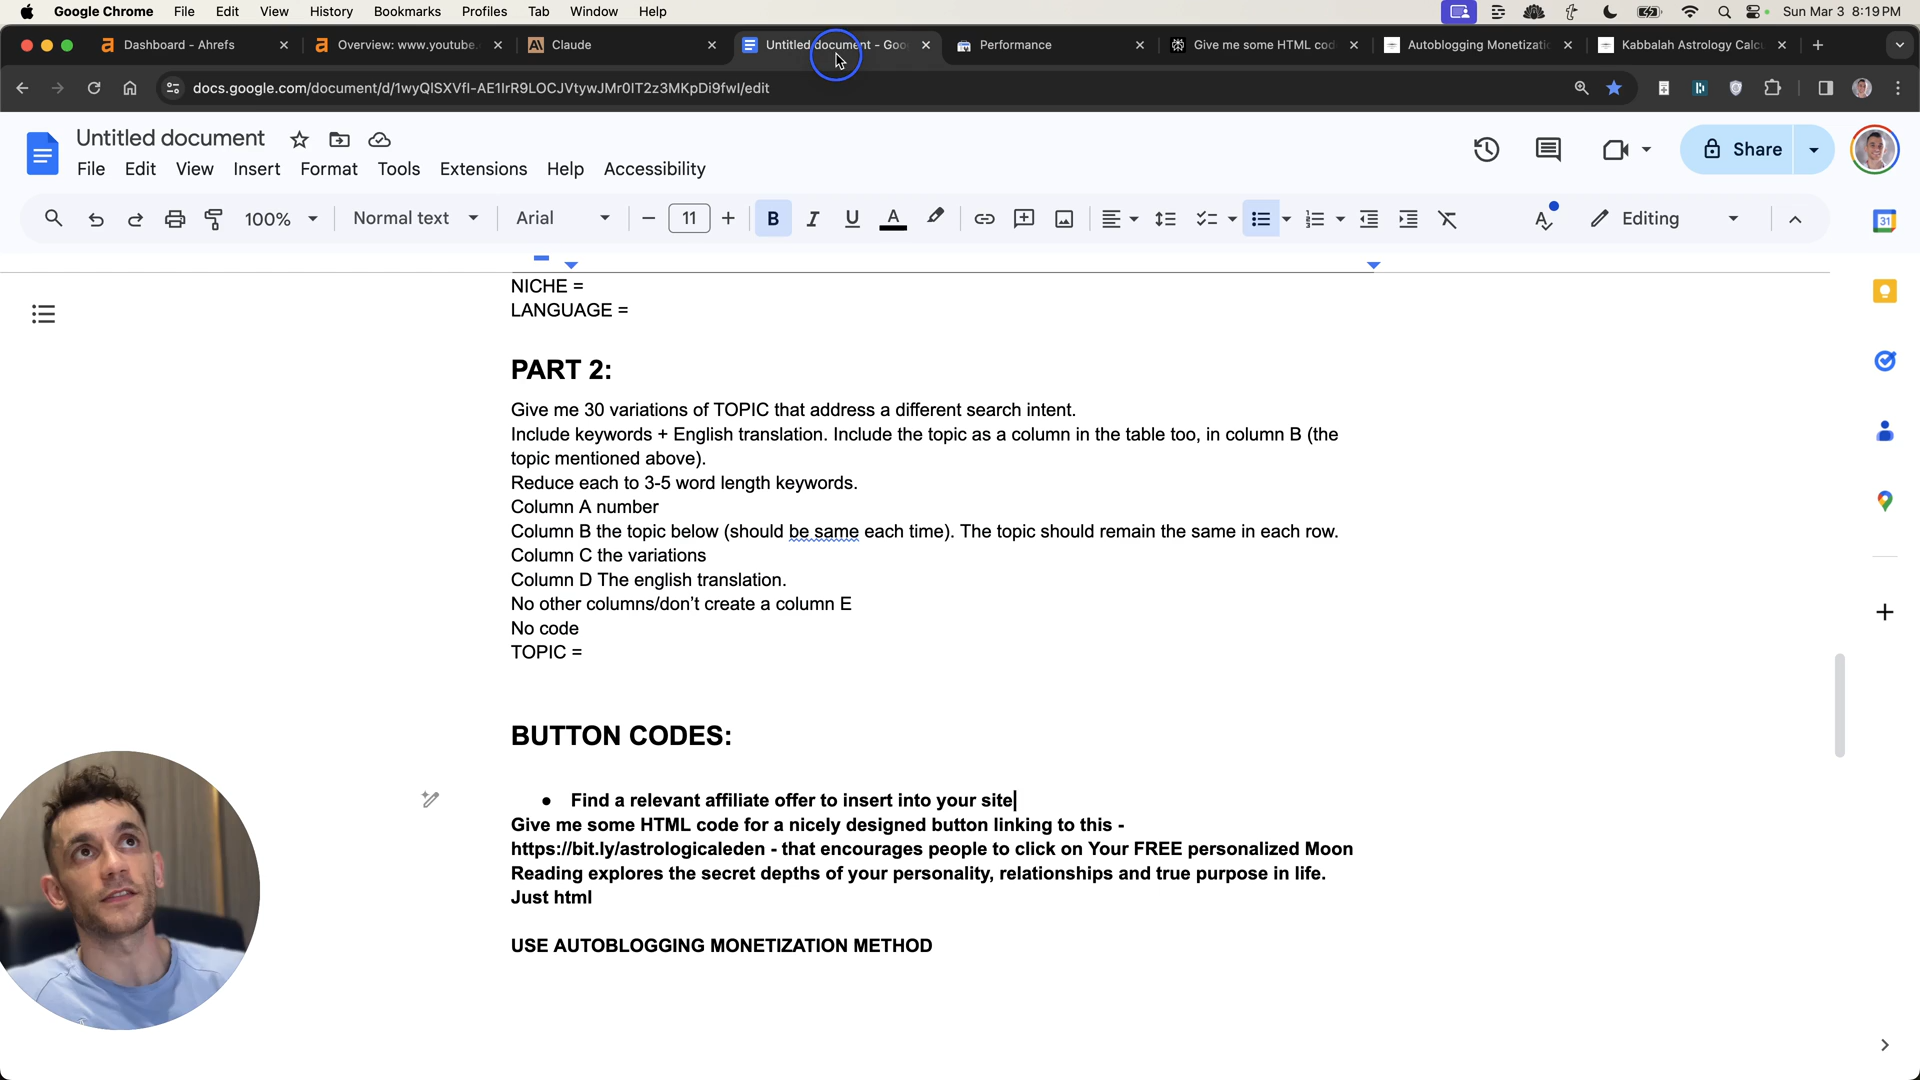 Google Chrome File Edit View History Bookmarks Profiles Tab Window Help Sun Mar 3 8:19 PM
Dashboard - Ahrefs Overview: www.youtube. Claude Untitled document - Goo Performance Give me some HTML cod Autoblogging Monetizatio Kabbalah Astrology Calcu
docs.google.com/document/d/1wyQISXVfI-AE1IrR9LOCJVtywJMr0IT2z3MKpDi9fwI/edit
Untitled document
File Edit View Insert Format Tools Extensions Help Accessibility
Share
100% Normal text Arial 11 B I U A Editing
31
NICHE =
LANGUAGE =
PART 2:
Give me 30 variations of TOPIC that address a different search intent.
Include keywords + English translation. Include the topic as a column in the table too, in column B (the
topic mentioned above).
Reduce each to 3-5 word length keywords.
Column A number
Column B the topic below (should be same each time). The topic should remain the same in each row.
Column C the variations
Column D The english translation.
No other columns/don’t create a column E
No code
TOPIC =
BUTTON CODES:
● Find a relevant affiliate offer to insert into your site
Give me some HTML code for a nicely designed button linking to this -
https://bit.ly/astrologicaleden - that encourages people to click on Your FREE personalized Moon
Reading explores the secret depths of your personality, relationships and true purpose in life.
Just html
USE AUTOBLOGGING MONETIZATION METHOD